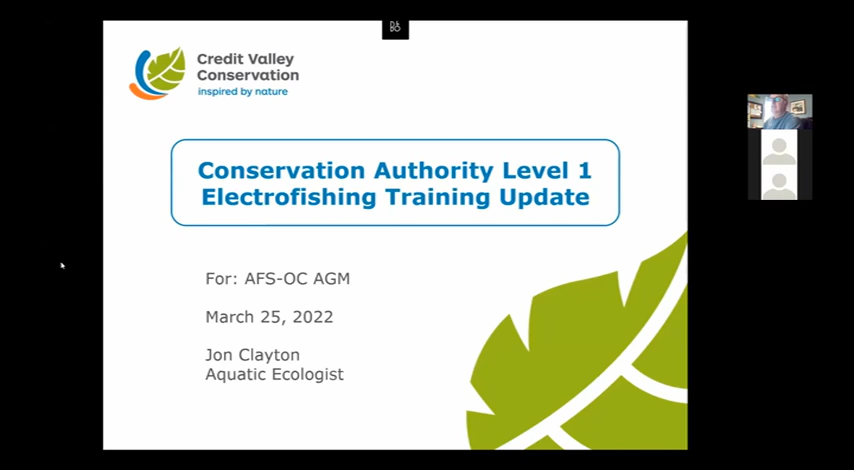 Credit Valley
Conservation
inspired by nature
Conservation Authority Level 1
Electrofishing Training Update
For: AFS-OC AGM
March 25, 2022
Jon Clayton
Aquatic Ecologist